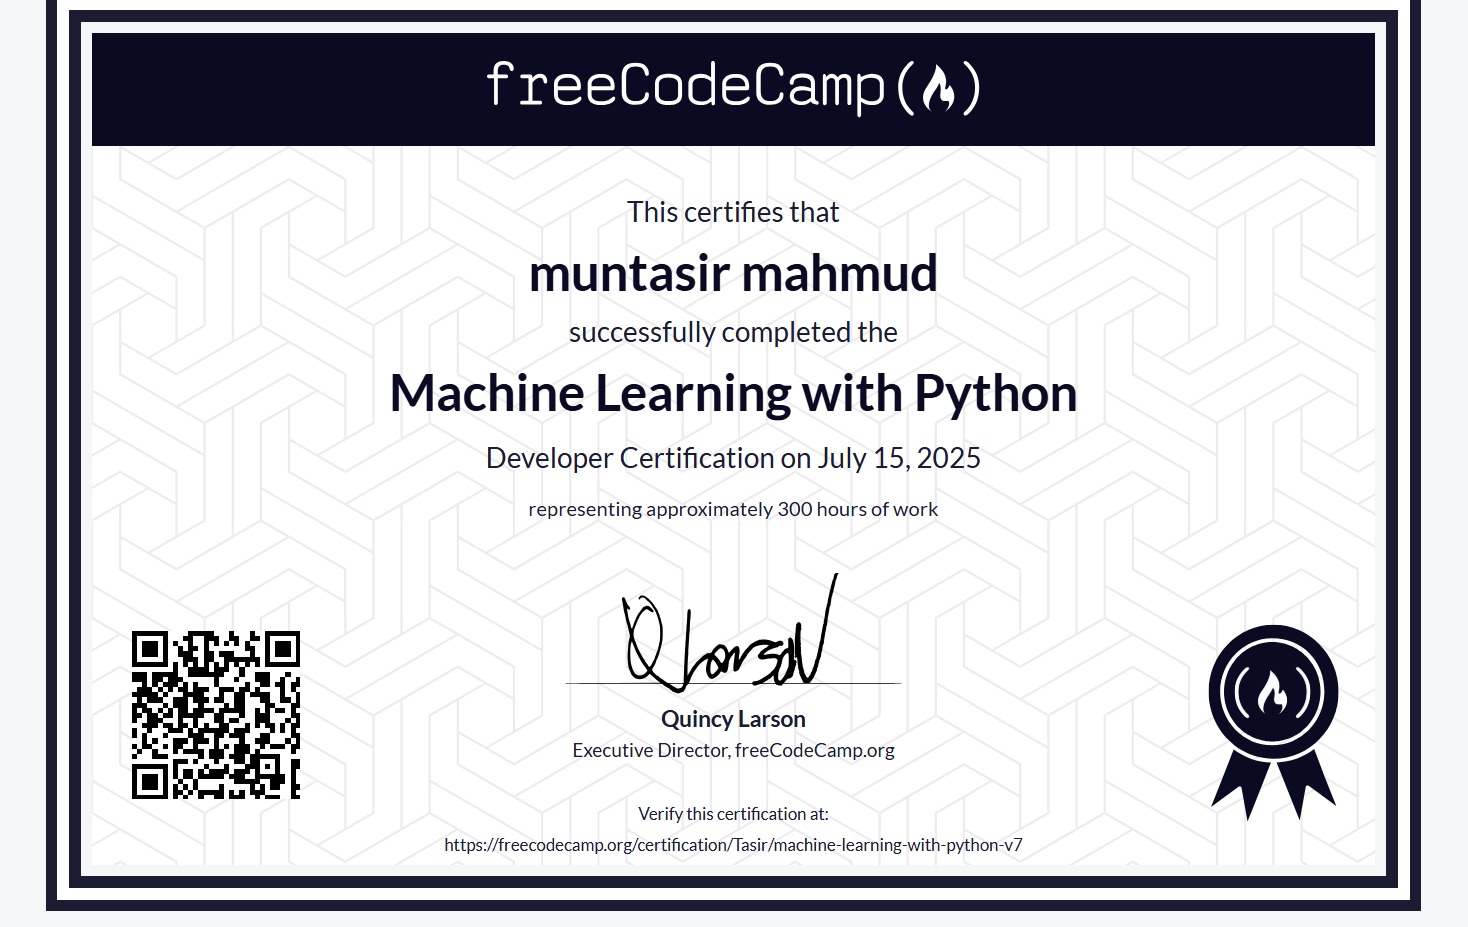 freeCodeCamp
This certifies that
muntasir mahmud
successfully completed the
Machine Learning with Python
Developer Certification on July 15, 2025
representing approximately 300 hours of work
Quincy Larson
Executive Director, freeCodeCamp.org
Verify this certification at:
https://freecodecamp.org/certification/Tasir/machine-learning-with-python-v7